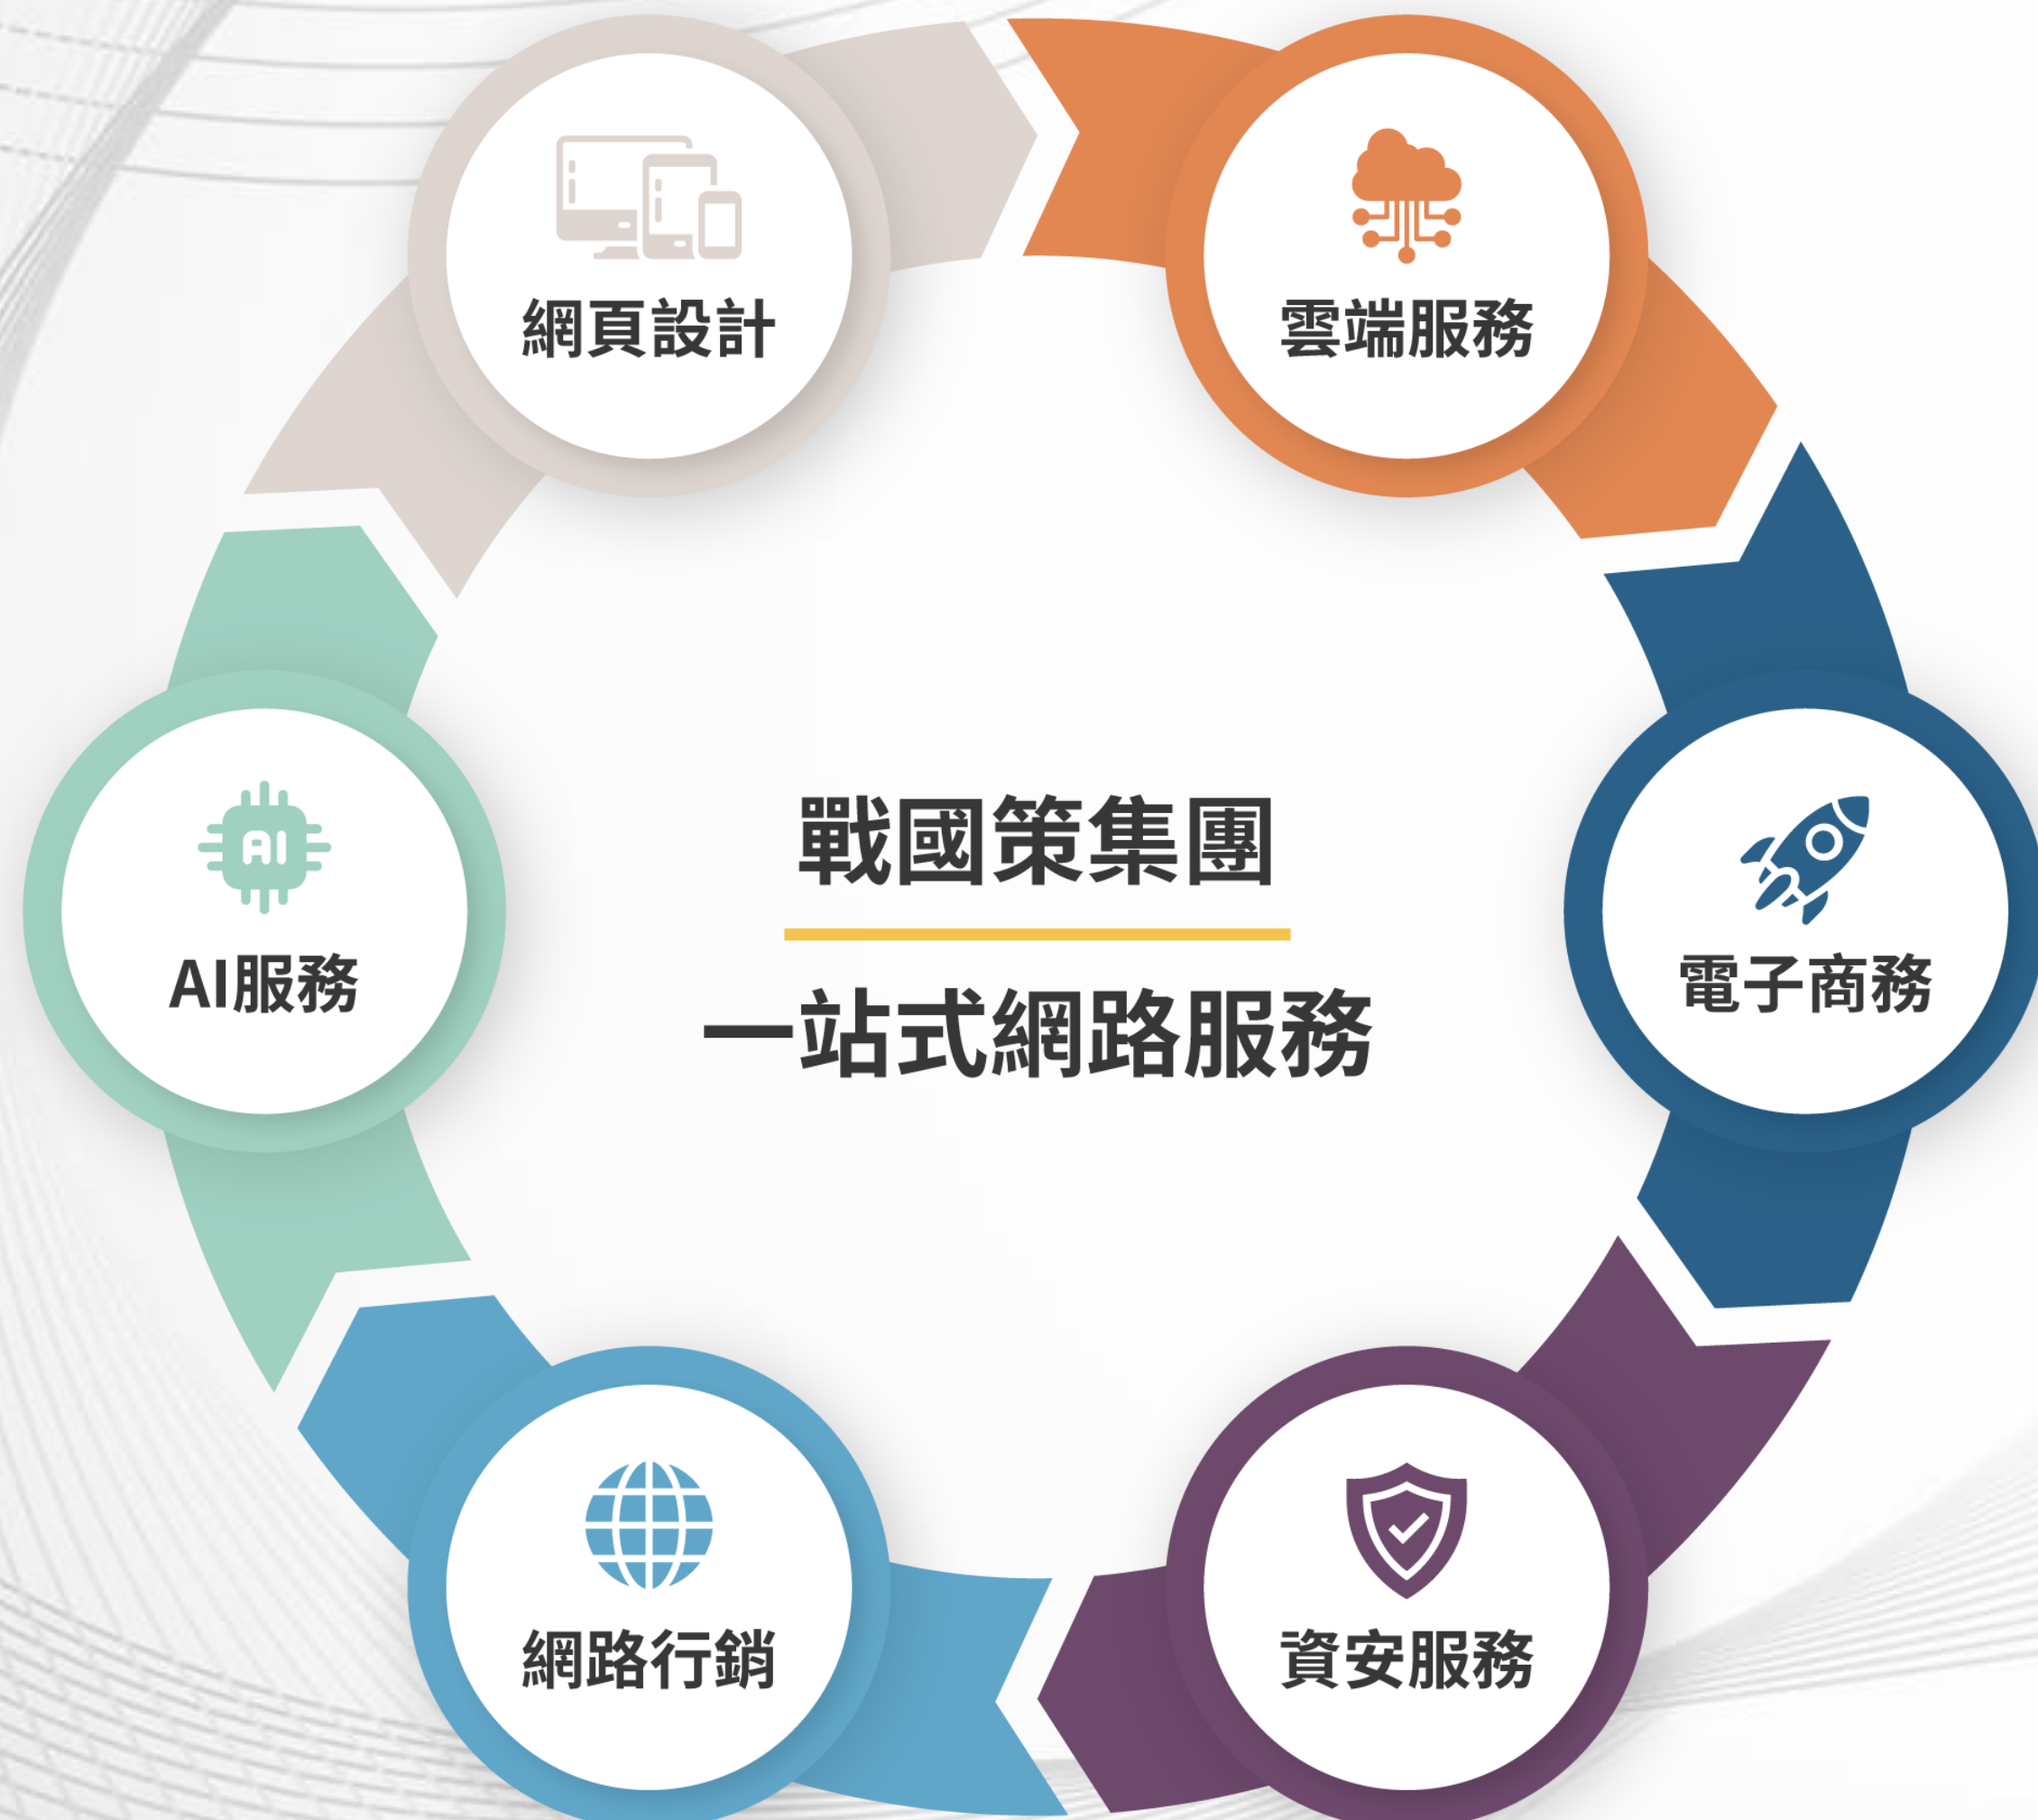 網頁設計
雲端服務
AI
AI服務
戰國策集團
一站式網路服務
電子商務
網路行銷
資安服務